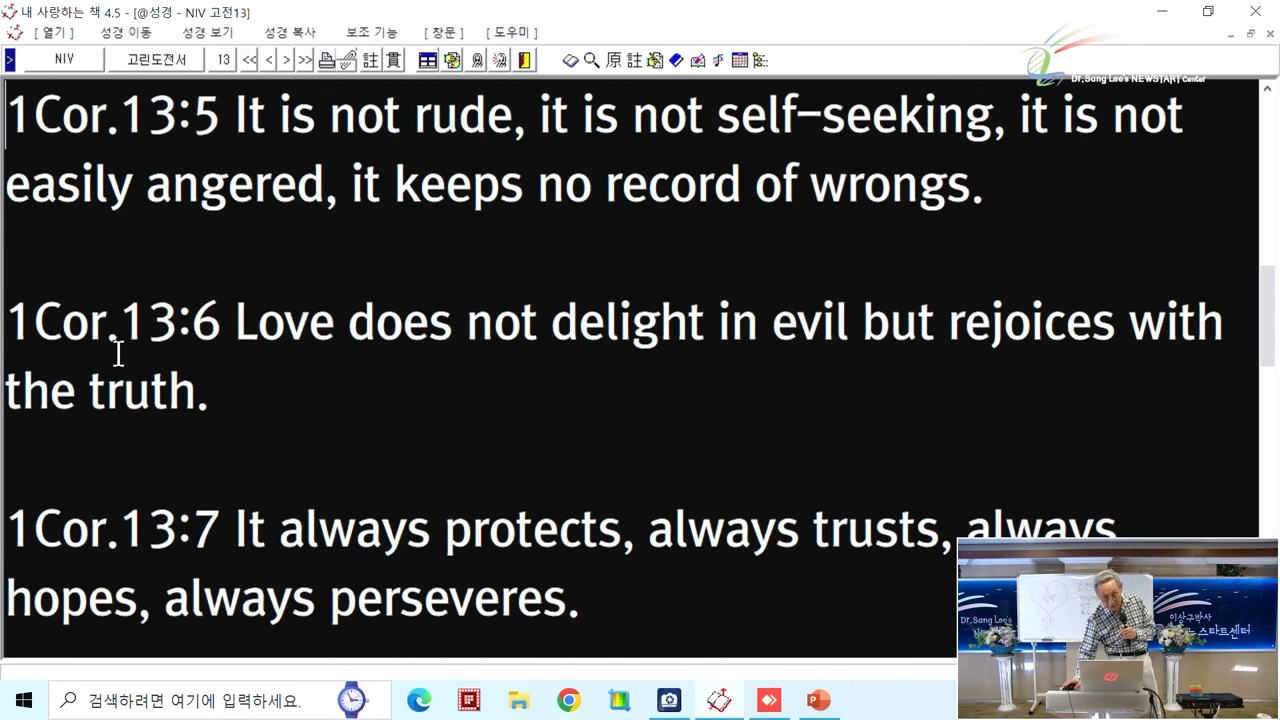 내 사랑하는 책 4.5 - [@성경 - NIV 고전13]
[ 열기 ] 성경 이동 성경 보기 성경 복사 보조 기능 [ 창문 ] [ 도우미 ]
NIV 고린도전서 13 << < > >> 註 貫 原 註
Dr.Sang Lee's NEWSTART Center
1Cor.13:5 It is not rude, it is not self-seeking, it is not
easily angered, it keeps no record of wrongs.
1Cor.13:6 Love does not delight in evil but rejoices with
the truth.
1Cor.13:7 It always protects, always trusts, always
hopes, always perseveres.
Dr.Sang Lee's
이상구박사
뉴스타트센터
검색하려면 여기에 입력하세요.